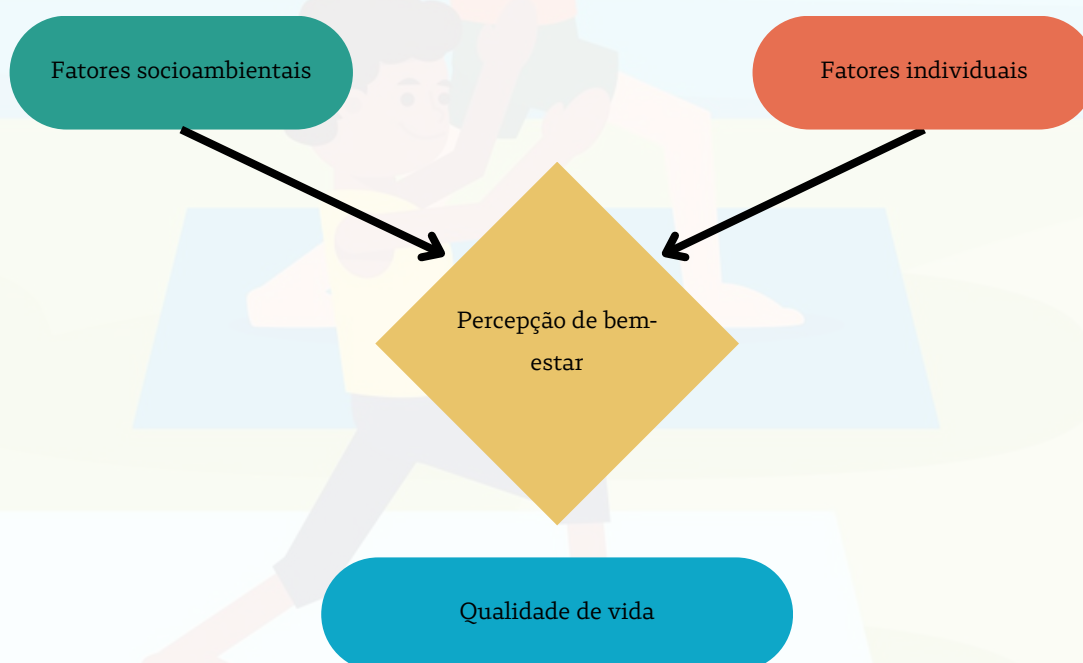 Fatores socioambientais
Fatores individuais
Percepção de bem-
estar
Qualidade de vida